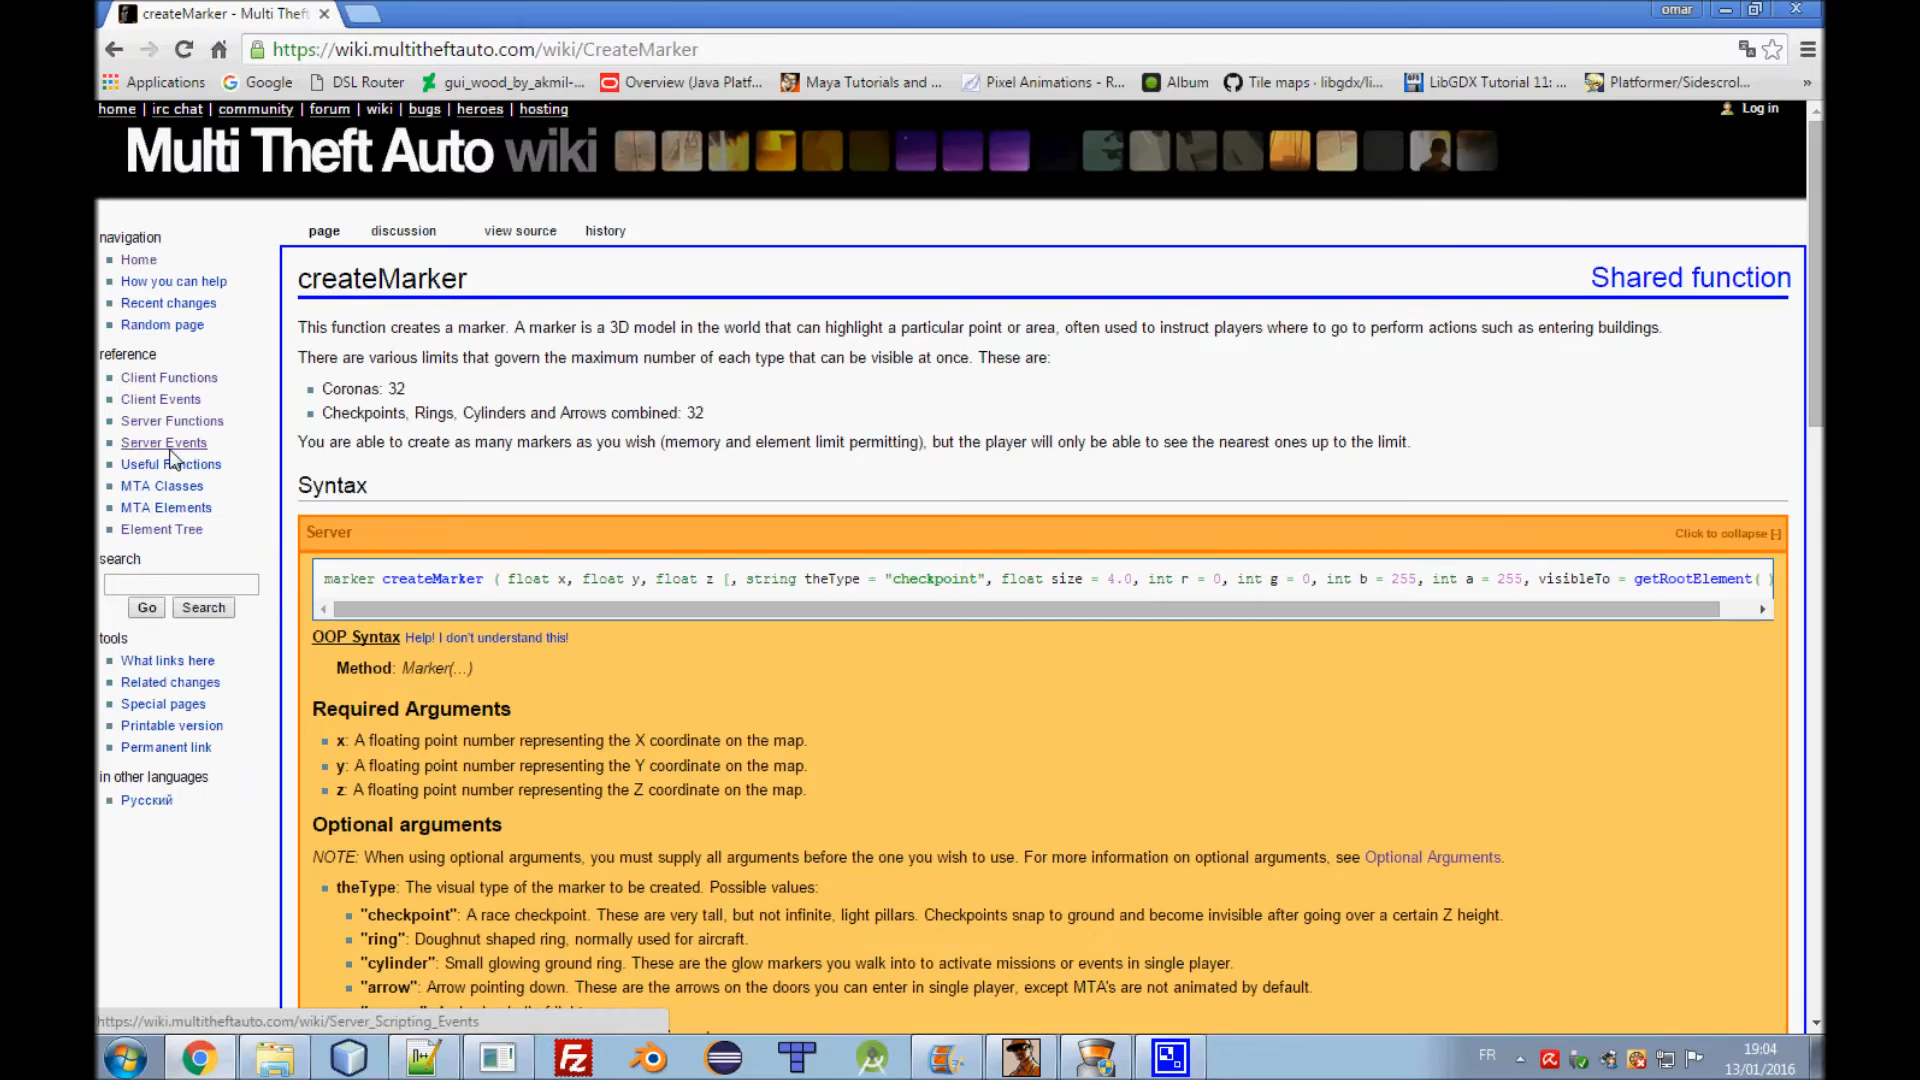 createMarker - Multi Theft
omar
https://wiki.multitheftauto.com/wiki/CreateMarker
Applications
Google
DSL Router
gui_wood_by_akmil-...
Overview (Java Platf...
Maya Tutorials and ...
Pixel Animations - R...
Album
Tile maps · libgdx/li...
LibGDX Tutorial 11: ...
Platformer/Sidescrol...
»
home | irc chat | community | forum | wiki | bugs | heroes | hosting
Log in
Multi Theft Auto wiki
navigation
Home
How you can help
Recent changes
Random page
reference
Client Functions
Client Events
Server Functions
Server Events
Useful Functions
MTA Classes
MTA Elements
Element Tree
search
Go
Search
tools
What links here
Related changes
Special pages
Printable version
Permanent link
in other languages
Русский
page
discussion
view source
history
createMarker
Shared function
This function creates a marker. A marker is a 3D model in the world that can highlight a particular point or area, often used to instruct players where to go to perform actions such as entering buildings.
There are various limits that govern the maximum number of each type that can be visible at once. These are:
Coronas: 32
Checkpoints, Rings, Cylinders and Arrows combined: 32
You are able to create as many markers as you wish (memory and element limit permitting), but the player will only be able to see the nearest ones up to the limit.
Syntax
Server
Click to collapse [-]
marker createMarker ( float x, float y, float z [, string theType = "checkpoint", float size = 4.0, int r = 0, int g = 0, int b = 255, int a = 255, visibleTo = getRootElement( )
OOP Syntax Help! I don't understand this!
Method: Marker(...)
Required Arguments
x: A floating point number representing the X coordinate on the map.
y: A floating point number representing the Y coordinate on the map.
z: A floating point number representing the Z coordinate on the map.
Optional arguments
NOTE: When using optional arguments, you must supply all arguments before the one you wish to use. For more information on optional arguments, see Optional Arguments.
theType: The visual type of the marker to be created. Possible values:
"checkpoint": A race checkpoint. These are very tall, but not infinite, light pillars. Checkpoints snap to ground and become invisible after going over a certain Z height.
"ring": Doughnut shaped ring, normally used for aircraft.
"cylinder": Small glowing ground ring. These are the glow markers you walk into to activate missions or events in single player.
"arrow": Arrow pointing down. These are the arrows on the doors you can enter in single player, except MTA's are not animated by default.
https://wiki.multitheftauto.com/wiki/Server_Scripting_Events
FR
19:04
13/01/2016